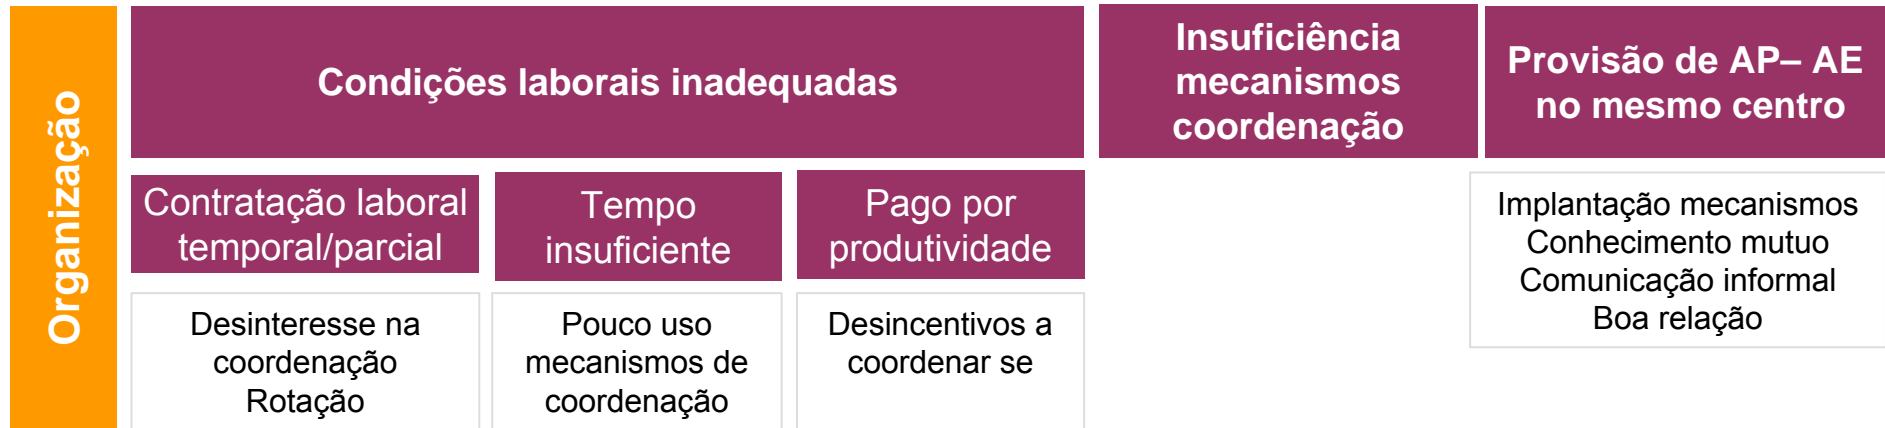 Organização
Condições laborais inadequadas
Insuficiência
mecanismos
coordenação
Provisão de AP– AE
no mesmo centro
Contratação laboral
temporal/parcial
Tempo
insuficiente
Pago por
produtividade
Desinteresse na
coordenação
Rotação
Pouco uso
mecanismos de
coordenação
Desincentivos a
coordenar se
Implantação mecanismos
Conhecimento mutuo
Comunicação informal
Boa relação